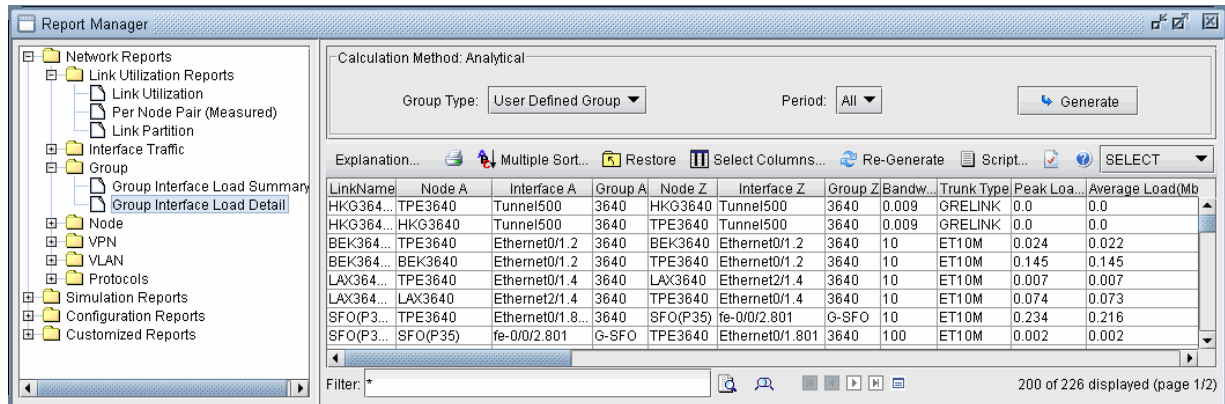 Report Manager
Network Reports
Link Utilization Reports
Link Utilization
Per Node Pair (Measured)
Link Partition
Interface Traffic
Group
Group Interface Load Summary
Group Interface Load Detail
Node
VPN
VLAN
Protocols
Simulation Reports
Configuration Reports
Customized Reports
Calculation Method: Analytical
Group Type: User Defined Group Period: All Generate
Explanation... Multiple Sort... Restore Select Columns... Re-Generate Script... SELECT
LinkName Node A Interface A Group A Node Z Interface Z Group Z Bandw... Trunk Type Peak Loa... Average Load(Mb
HKG364... TPE3640 Tunnel500 3640 HKG3640 Tunnel500 3640 0.009 GRELINK 0.0 0.0
HKG364... HKG3640 Tunnel500 3640 TPE3640 Tunnel500 3640 0.009 GRELINK 0.0 0.0
BEK364... TPE3640 Ethernet0/1.2 3640 BEK3640 Ethernet0/1.2 3640 10 ET10M 0.024 0.022
BEK364... BEK3640 Ethernet0/1.2 3640 TPE3640 Ethernet0/1.2 3640 10 ET10M 0.145 0.145
LAX364... TPE3640 Ethernet0/1.4 3640 LAX3640 Ethernet2/1.4 3640 10 ET10M 0.007 0.007
LAX364... LAX3640 Ethernet2/1.4 3640 TPE3640 Ethernet0/1.4 3640 10 ET10M 0.074 0.073
SFO(P3... TPE3640 Ethernet0/1.8... 3640 SFO(P35) fe-0/0/2.801 G-SFO 10 ET10M 0.234 0.216
SFO(P3... SFO(P35) fe-0/0/2.801 G-SFO TPE3640 Ethernet0/1.801 3640 100 ET10M 0.002 0.002
Filter: * 200 of 226 displayed (page 1/2)